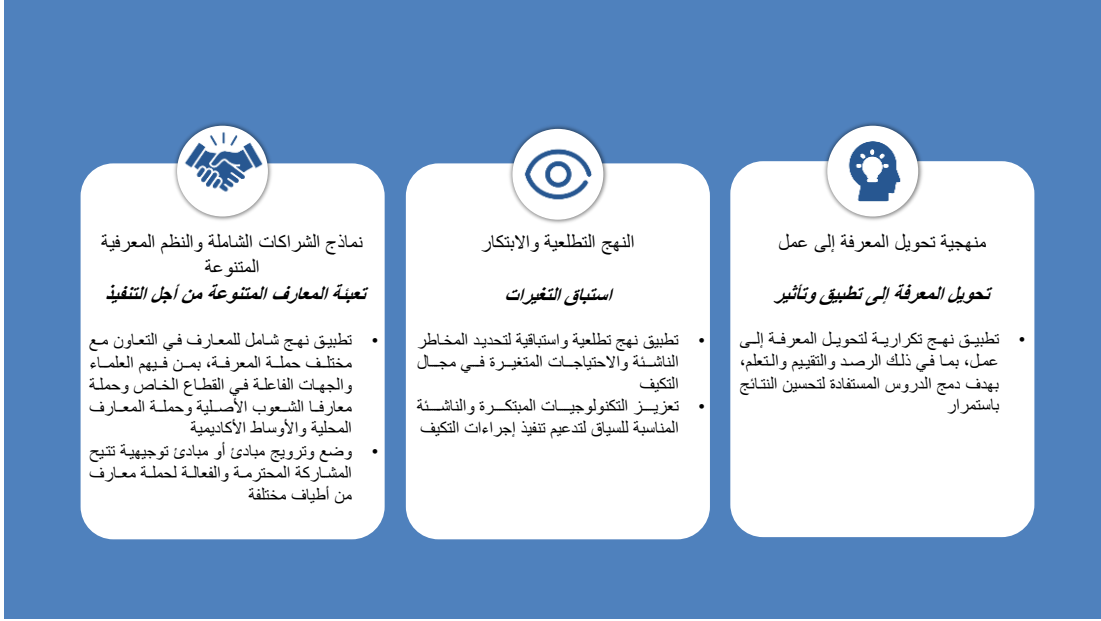 منهجية تحويل المعرفة إلى عمل
تحويل المعرفة إلى تطبيق وتأثير
• تطبيق نهج تكرارية لتحويل المعرفة إلى
عمل، بما في ذلك الرصد والتقييم والتعلم،
بهدف دمج الدروس المستفادة لتحسين النتائج
باستمرار
النهج التطلعية والابتكار
استباق التغيرات
• تطبيق نهج تطلعية واستباقية لتحديد المخاطر
الناشئة والاحتياجات المتغيرة في مجال
التكيف
• تعزيز التكنولوجيات المبتكرة والناشئة
المناسبة للسياق لتدعيم تنفيذ إجراءات التكيف
نماذج الشراكات الشاملة والنظم المعرفية
المتنوعة
تعبئة المعارف المتنوعة من أجل التنفيذ
• تطبيق نهج شامل للمعارف في التعاون مع
مختلف حملة المعرفة، بمن فيهم العلماء
والجهات الفاعلة في القطاع الخاص وحملة
معارفا الشعوب الأصلية وحملة المعارف
المحلية والأوساط الأكاديمية
• وضع وترويج مبادئ أو مبادئ توجيهية تتيح
المشاركة المحترمة والفعالة لحملة معارف
من أطياف مختلفة